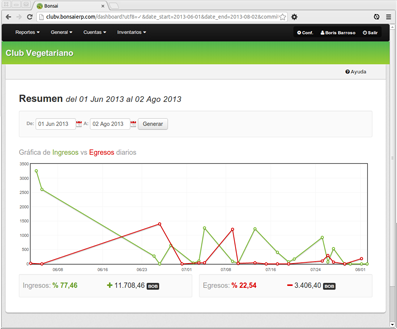 Bonsai
clubv.bonsaierp.com/dashboard?utf8=✓&date_start=2013-06-01&date_end=2013-08-02&commi
Reportes General Cuentas Inventarios Conf. Boris Barroso Salir
Club Vegetariano
Ayuda
Resumen del 01 Jun 2013 al 02 Ago 2013
De: 01 Jun 2013 A: 02 Ago 2013 Generar
Gráfica de Ingresos vs Egresos diarios
3500
3000
2500
2000
1500
1000
500
0
06/08 06/16 06/23 07/01 07/08 07/16 07/24 08/01
Ingresos: % 77,46 + 11.708,46 BOB Egresos: % 22,54 − 3.406,40 BOB